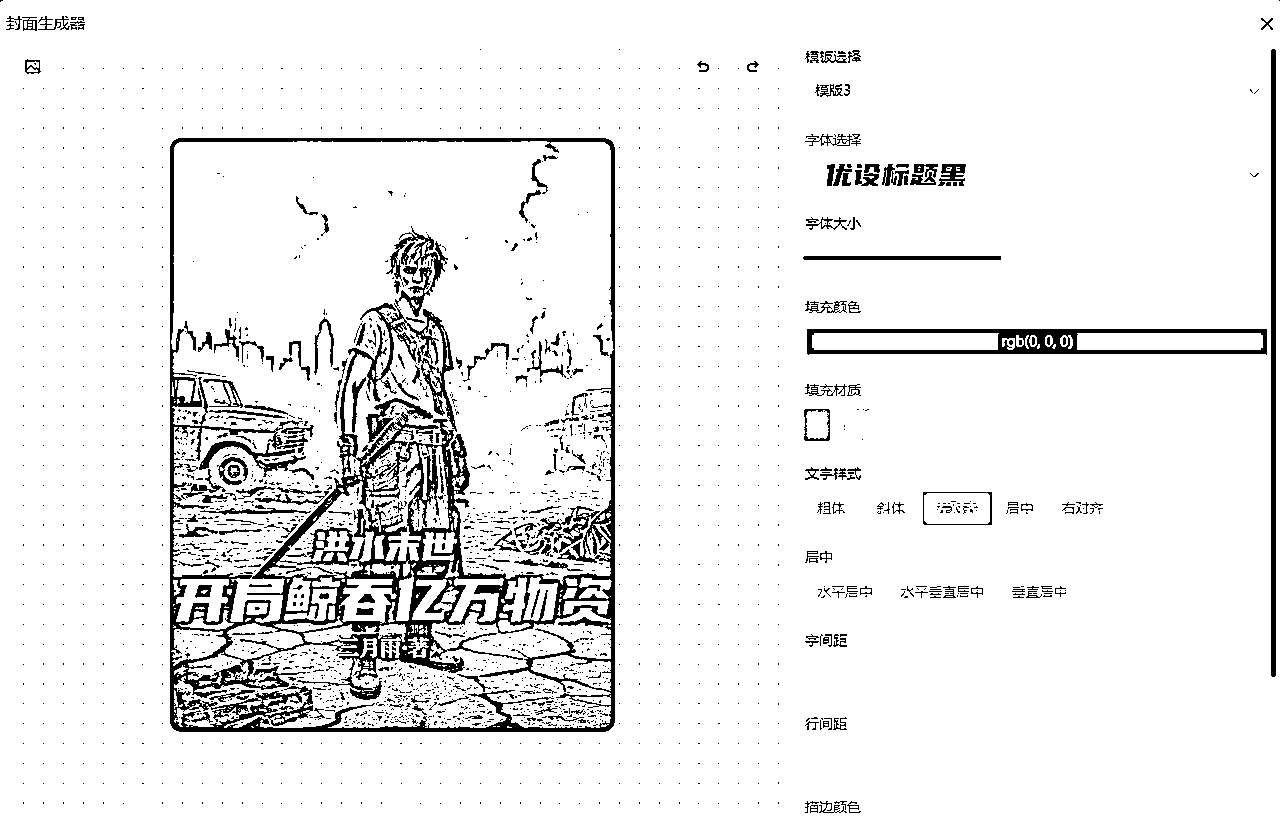 封面生成器
模板选择
模版3
字体选择
优设标题黑
字体大小
填充颜色
rgb(0, 0, 0)
填充材质
文字样式
粗体 斜体 居中 右对齐
居中
水平居中 水平垂直居中 垂直居中
字间距
行间距
描边颜色
洪水末世
开局鲸吞亿万物资
三月雨·著